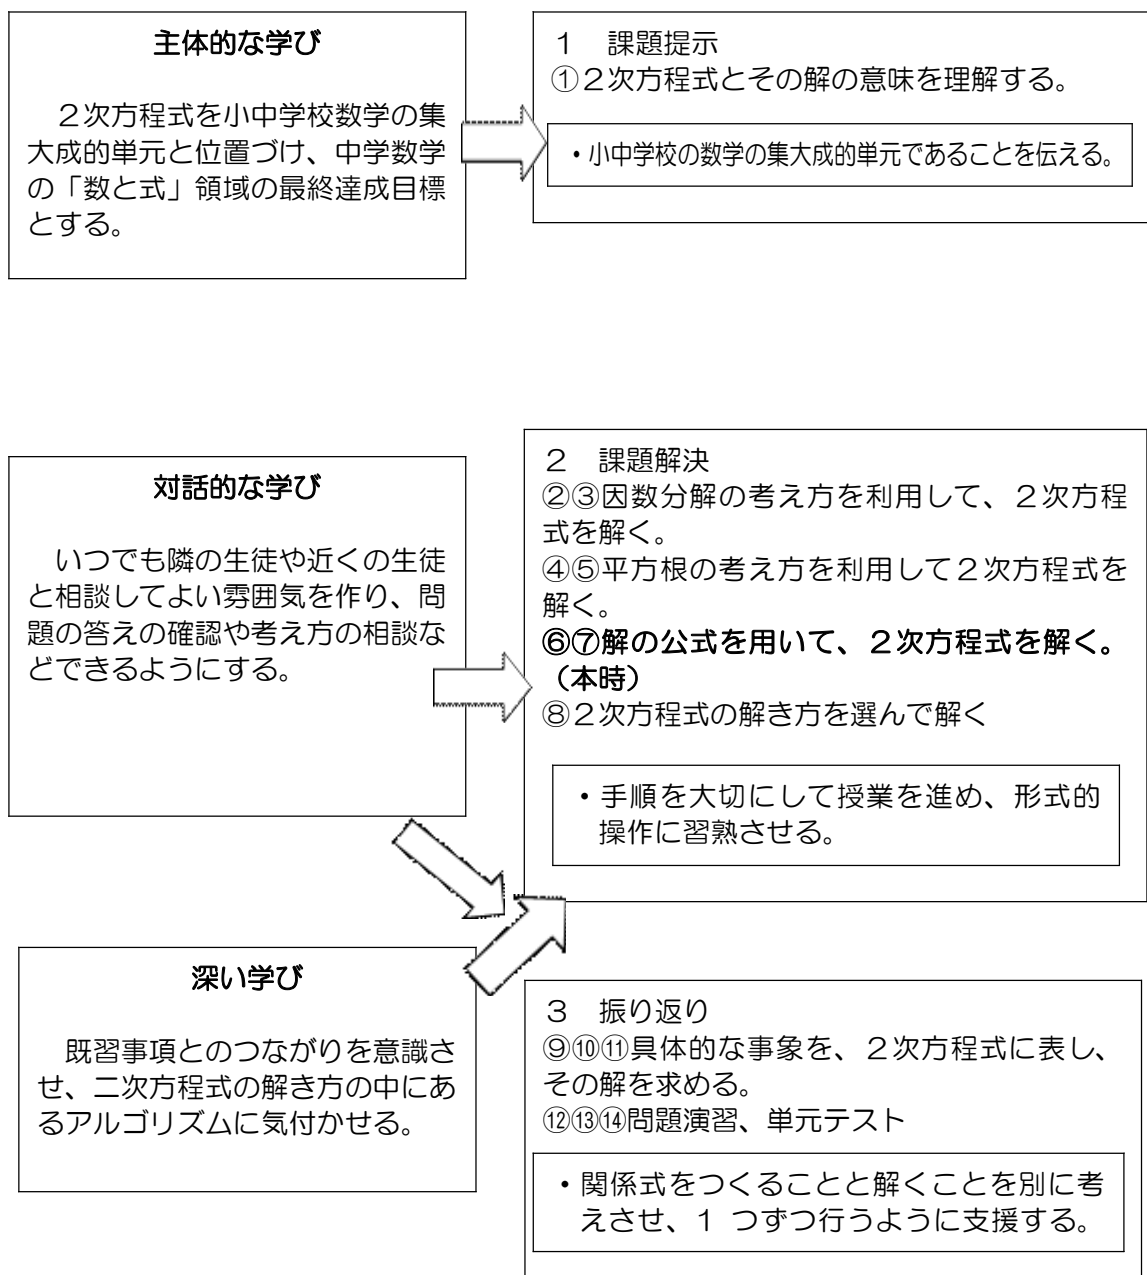 主体的な学び
２次方程式を小中学校数学の集
大成的単元と位置づけ、中学数学
の「数と式」領域の最終達成目標
とする。
１　課題提示
①２次方程式とその解の意味を理解する。
・小中学校の数学の集大成的単元であることを伝える。
対話的な学び
いつでも隣の生徒や近くの生徒
と相談してよい雰囲気を作り、問
題の答えの確認や考え方の相談な
どできるようにする。
２　課題解決
②③因数分解の考え方を利用して、２次方程
式を解く。
④⑤平方根の考え方を利用して２次方程式を
解く。
⑥⑦解の公式を用いて、２次方程式を解く。
（本時）
⑧２次方程式の解き方を選んで解く
・手順を大切にして授業を進め、形式的
操作に習熟させる。
深い学び
既習事項とのつながりを意識さ
せ、二次方程式の解き方の中にあ
るアルゴリズムに気付かせる。
３　振り返り
⑨⑩⑪具体的な事象を、２次方程式に表し、
その解を求める。
⑫⑬⑭問題演習、単元テスト
・関係式をつくることと解くことを別に考
えさせ、１ つずつ行うように支援する。